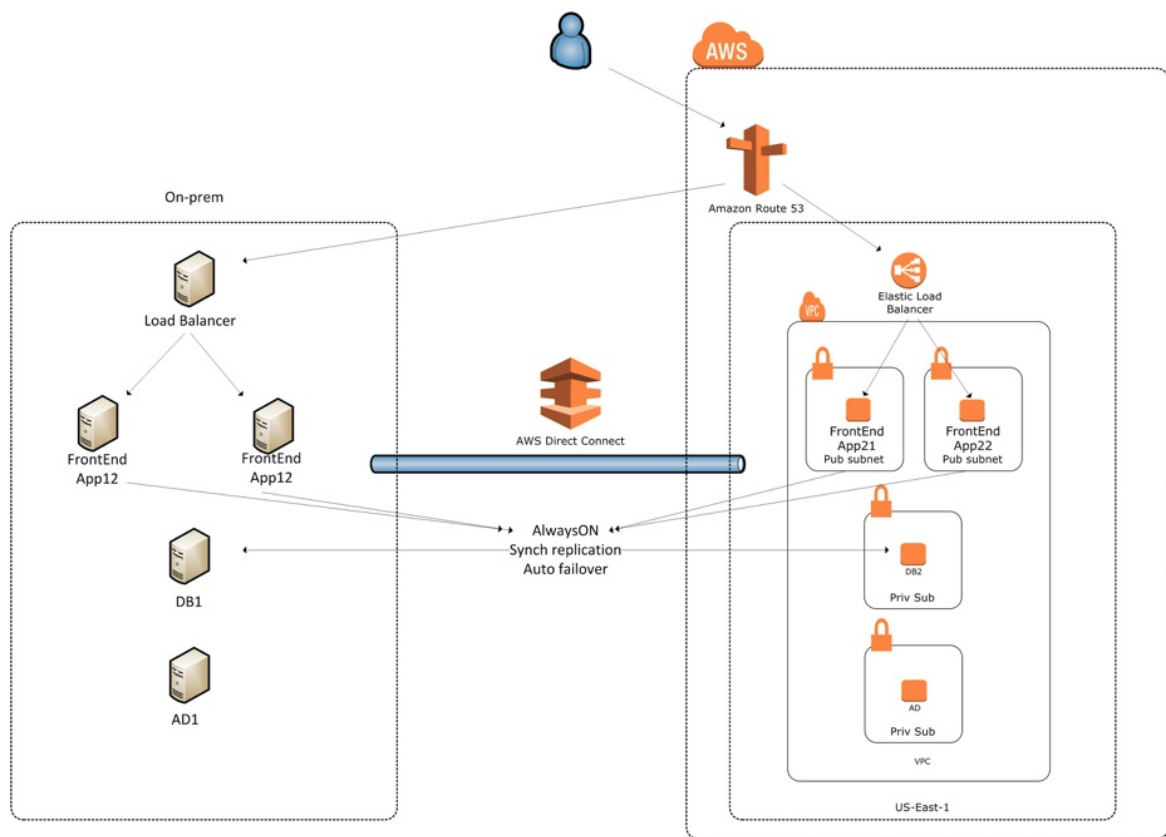 AWS
Amazon Route 53
On-prem
Load Balancer
FrontEnd
App12
FrontEnd
App12
DB1
AD1
AWS Direct Connect
AlwaysON
Synch replication
Auto failover
Elastic Load
Balancer
VPC
FrontEnd
App21
Pub subnet
FrontEnd
App22
Pub subnet
DB2
Priv Sub
AD
Priv Sub
VPC
US-East-1